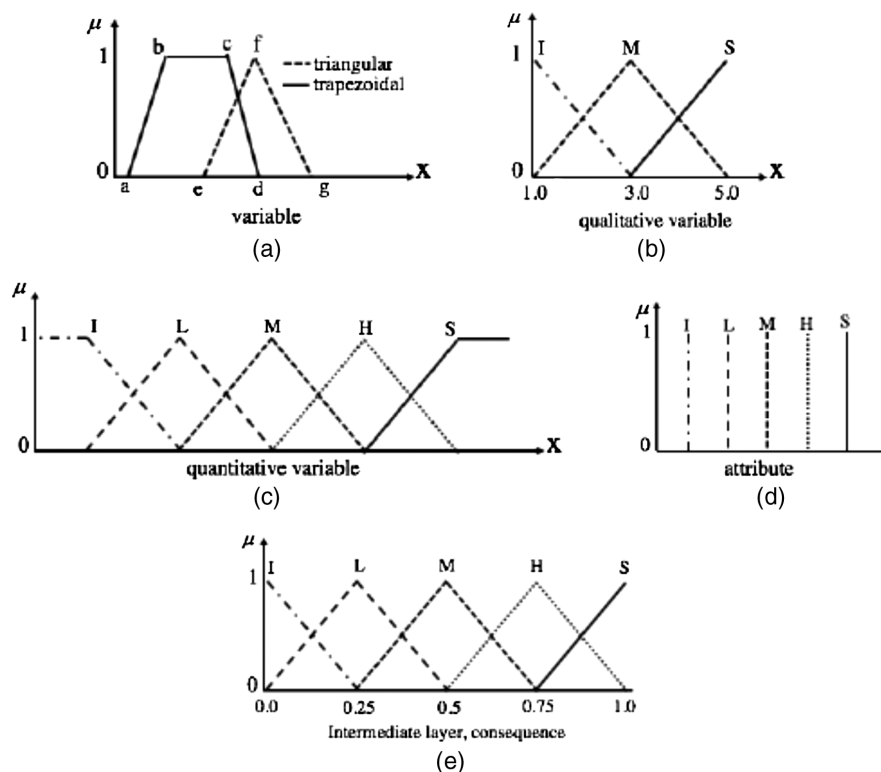 μ
b c f
1
triangular
trapezoidal
0
a e d g X
variable
(a)
μ
I M S
1
0
1.0 3.0 5.0 X
qualitative variable
(b)
μ
1 I L M H S
0
X
quantitative variable
(c)
μ
1 I L M H S
0
attribute
(d)
μ
I L M H S
1
0
0.0 0.25 0.5 0.75 1.0
Intermediate layer, consequence
(e)